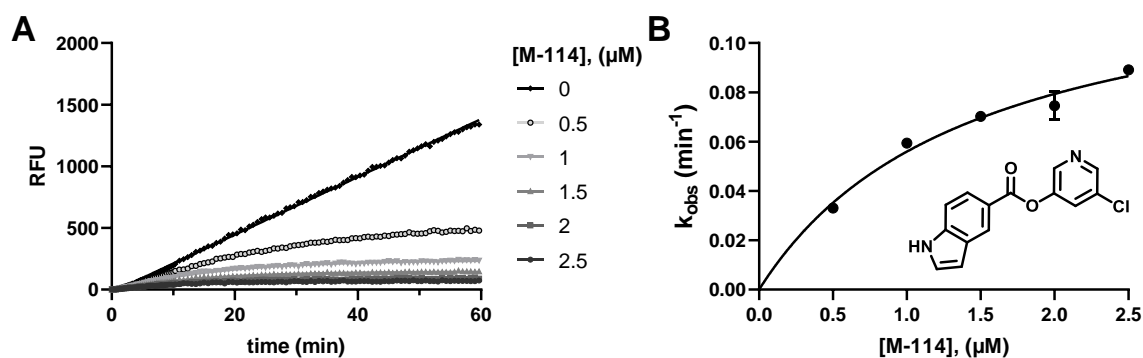 A
2000
1500
1000
500
0
0
20
40
60
RFU
time (min)
[M-114], (µM)
0
0.5
1
1.5
2
2.5
B
0.10
0.08
0.06
0.04
0.02
0.00
0.0
0.5
1.0
1.5
2.0
2.5
kobs (min-1)
[M-114], (µM)
O
N
O
Cl
HN